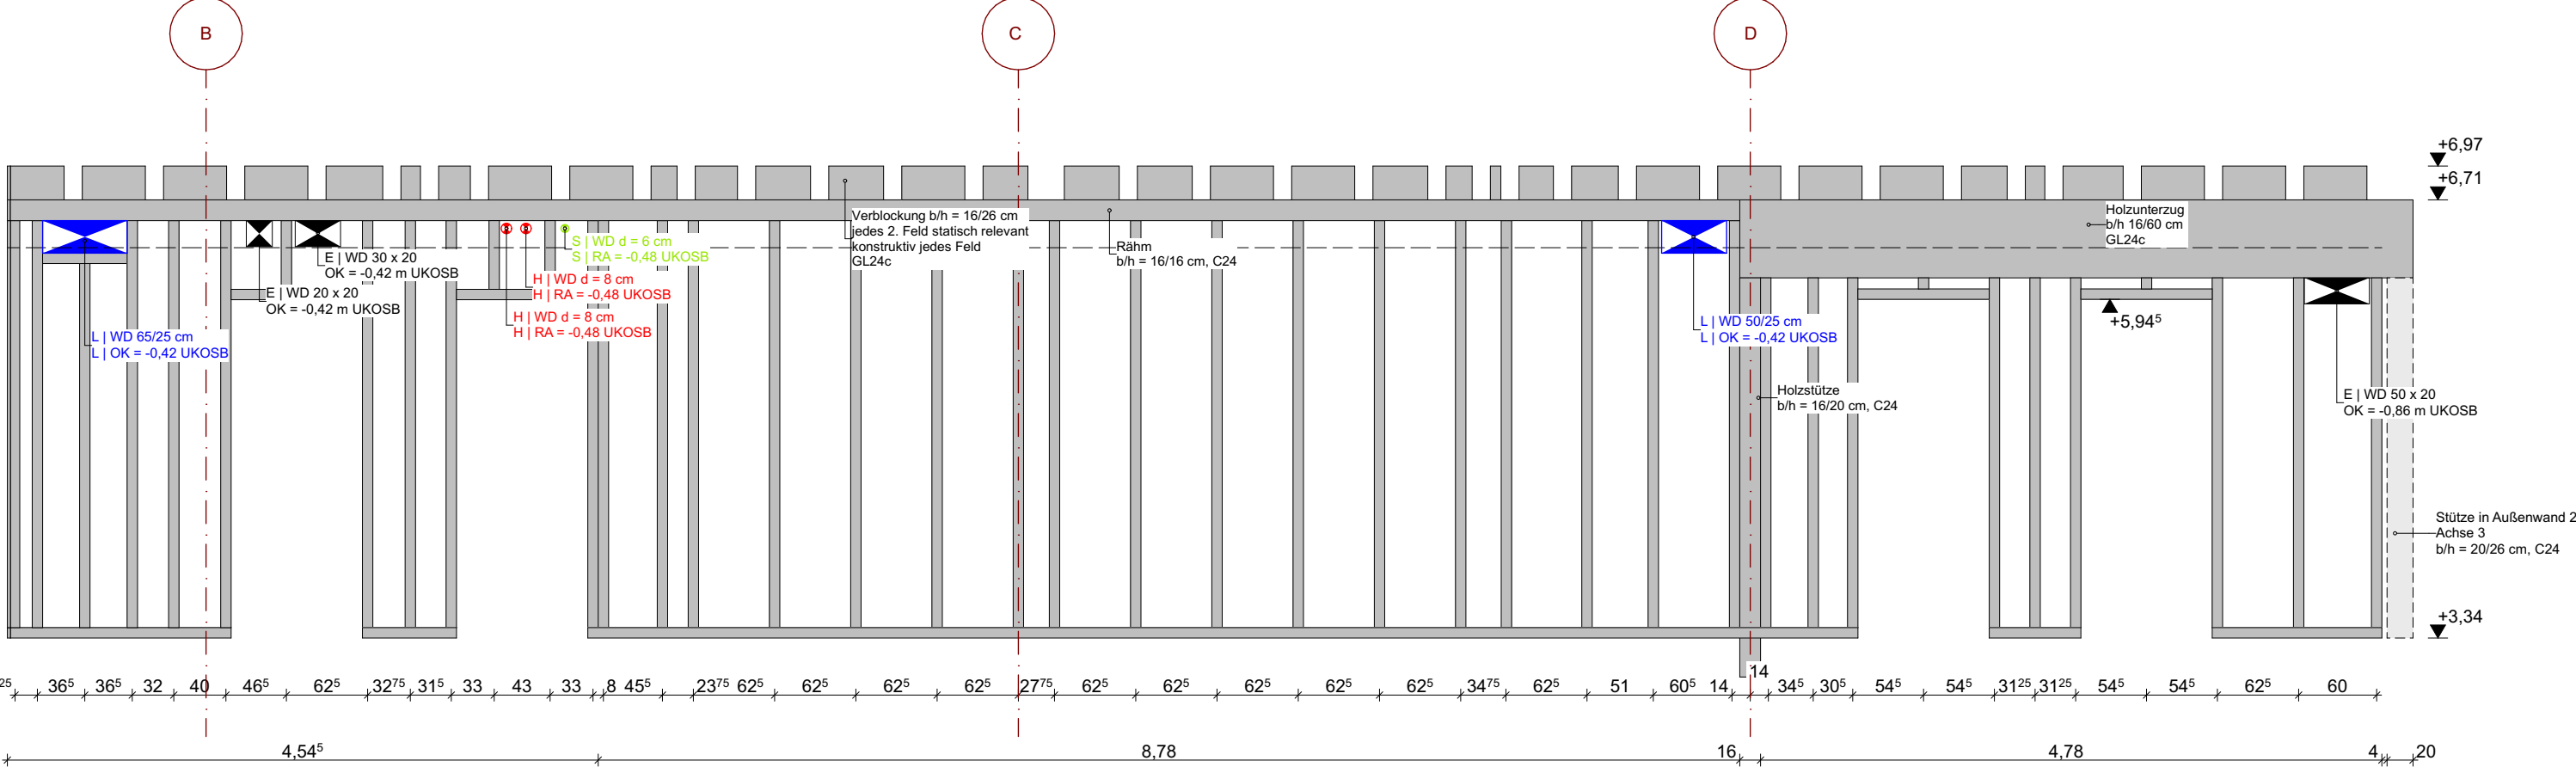 B
C
D
+6,97
+6,71
Verblockung b/h = 16/26 cm
jedes 2. Feld statisch relevant
konstruktiv jedes Feld
GL24c
Rähm
b/h = 16/16 cm, C24
Holzunterzug
b/h 16/60 cm
GL24c
S | WD d = 6 cm
S | RA = -0,48 UKOSB
E | WD 30 x 20
OK = -0,42 m UKOSB
E | WD 20 x 20
OK = -0,42 m UKOSB
H | WD d = 8 cm
H | RA = -0,48 UKOSB
H | WD d = 8 cm
H | RA = -0,48 UKOSB
L | WD 65/25 cm
L | OK = -0,42 UKOSB
L | WD 50/25 cm
L | OK = -0,42 UKOSB
+5,94⁵
Holzstütze
b/h = 16/20 cm, C24
E | WD 50 x 20
OK = -0,86 m UKOSB
Stütze in Außenwand 2
Achse 3
b/h = 20/26 cm, C24
+3,34
14
²⁵ 36⁵ 36⁵ 32 40 46⁵ 62⁵ 32⁷⁵ 31⁵ 33 43 33 8 45⁵ 23⁷⁵ 62⁵ 62⁵ 62⁵ 62⁵ 27⁷⁵ 62⁵ 62⁵ 62⁵ 62⁵ 62⁵ 34⁷⁵ 62⁵ 51 60⁵ 14 34⁵ 30⁵ 54⁵ 54⁵ 31²⁵ 31²⁵ 54⁵ 54⁵ 62⁵ 60
4,54⁵ 8,78 16 4,78 4 20